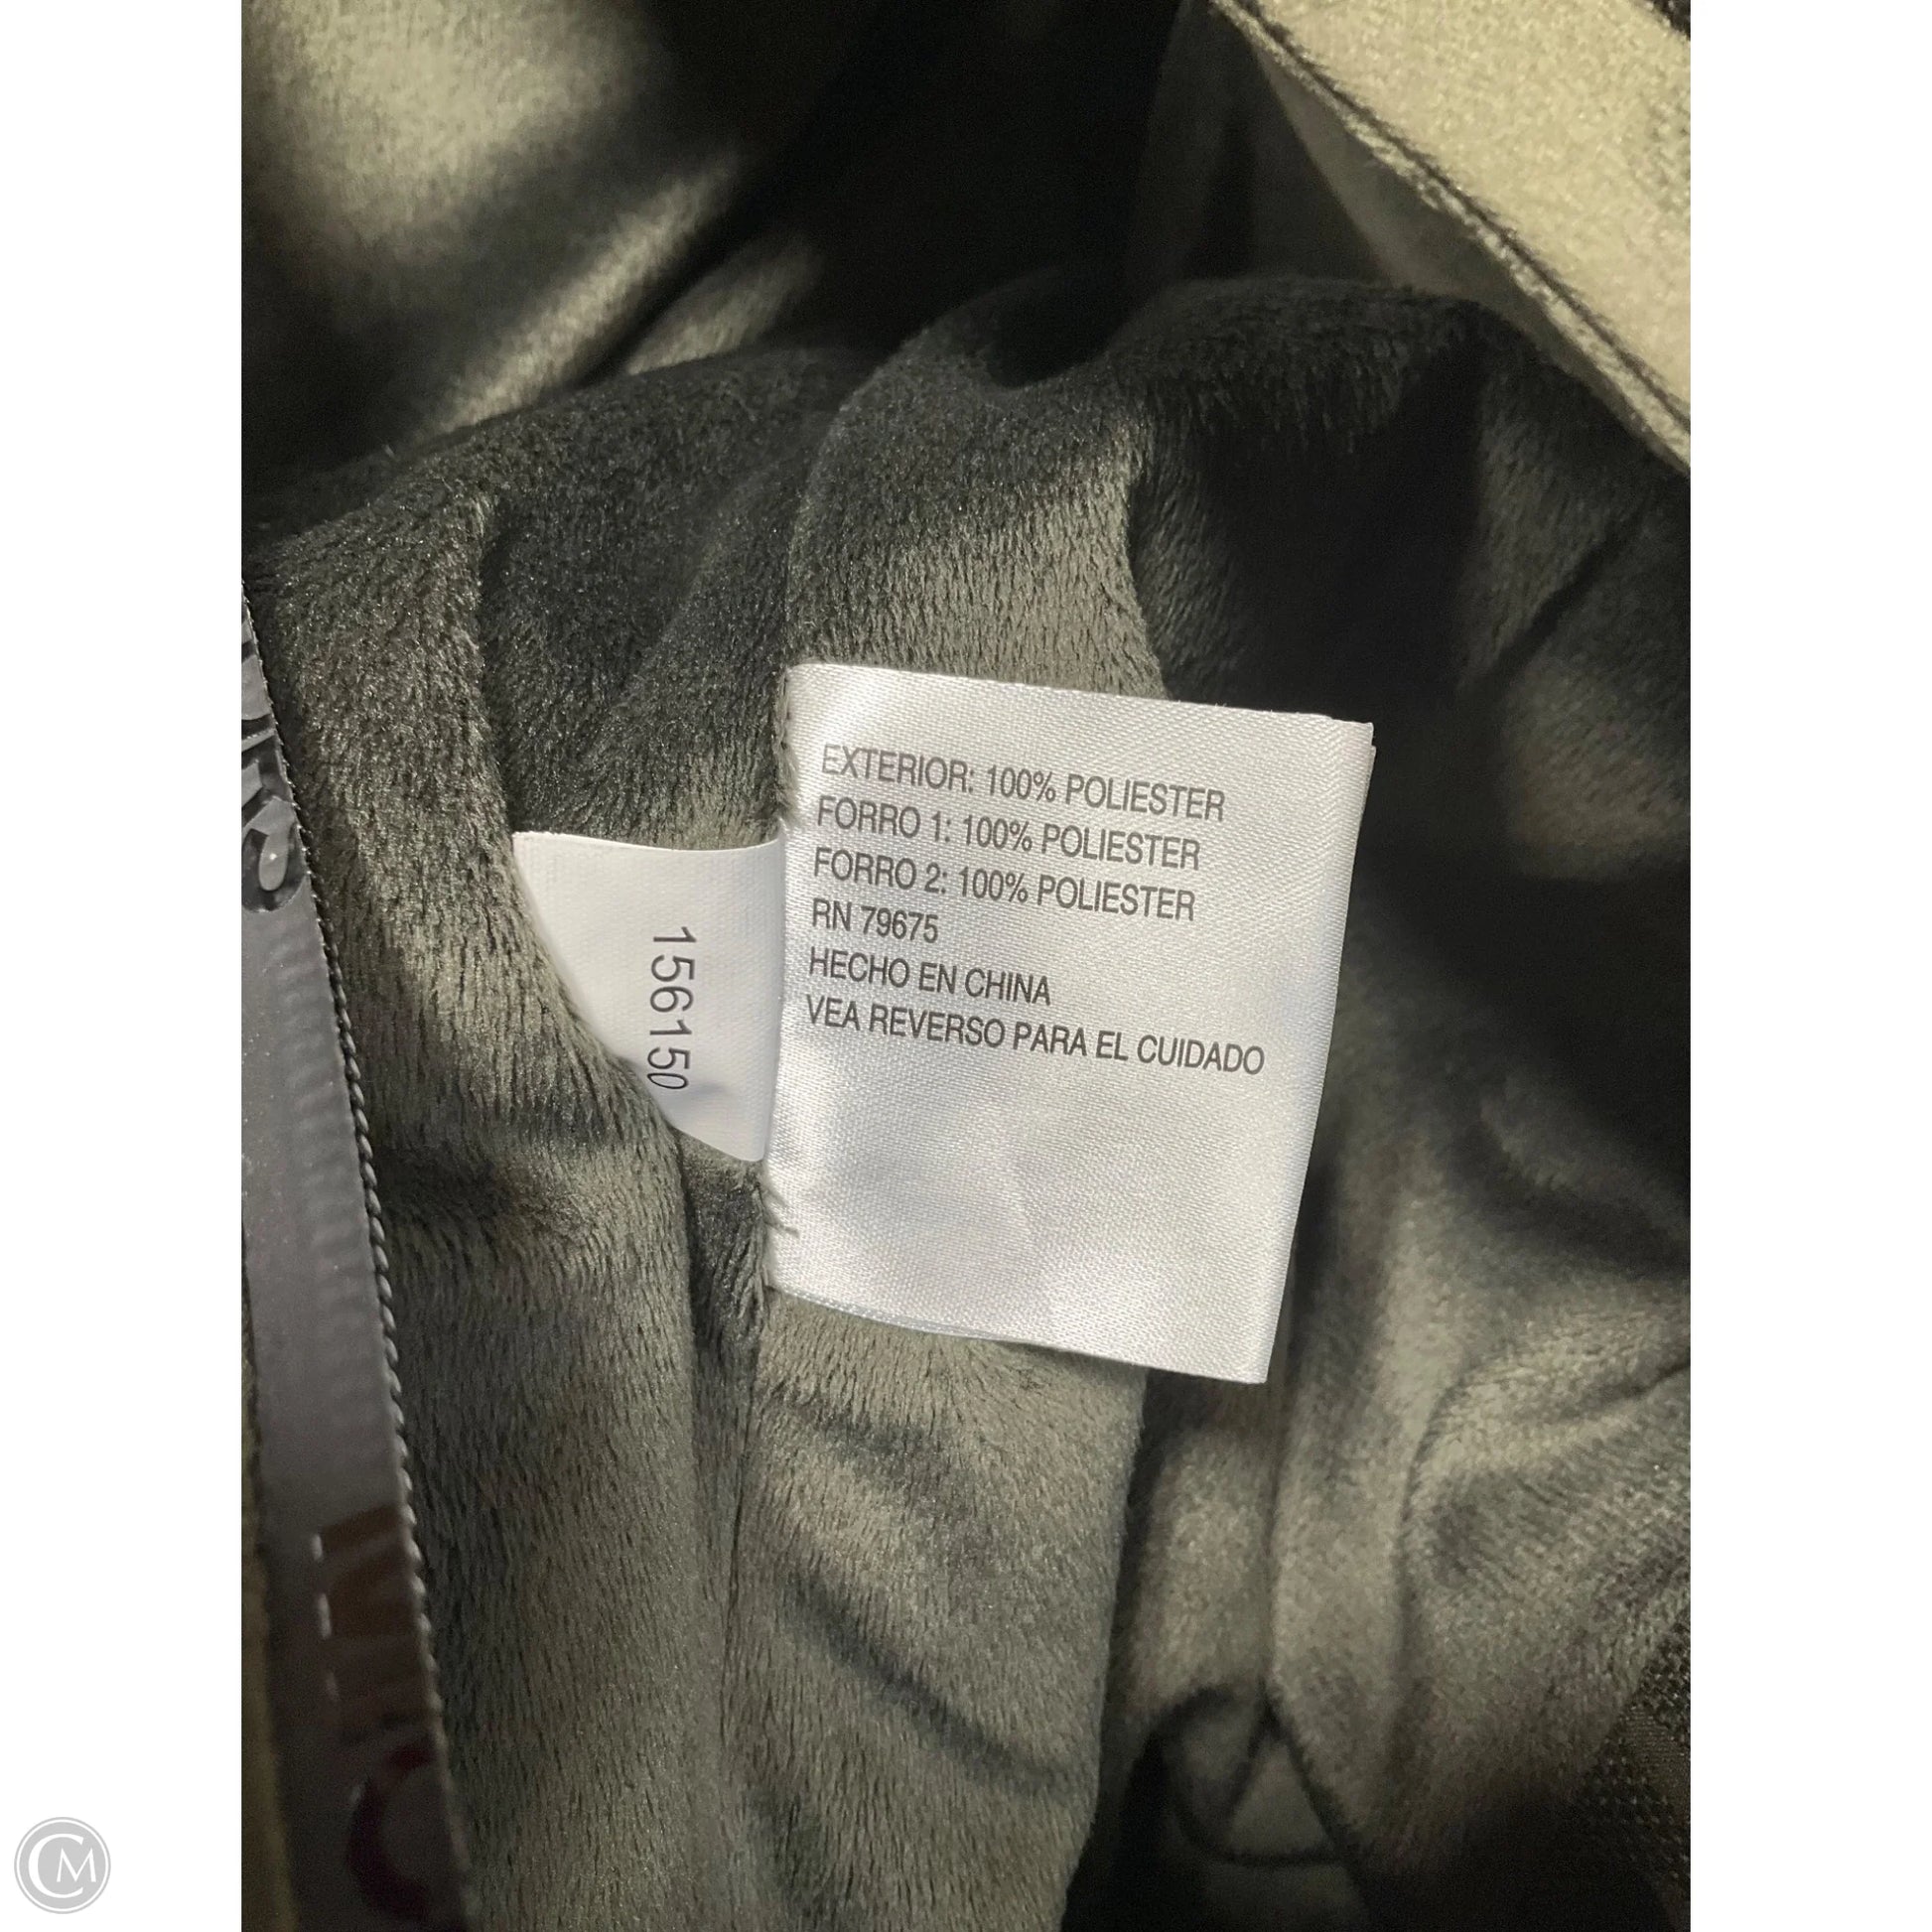 EXTERIOR: 100% POLIESTER
FORRO 1: 100% POLIESTER
FORRO 2: 100% POLIESTER
RN 79675
HECHO EN CHINA
VEA REVERSO PARA EL CUIDADO
156150
CM